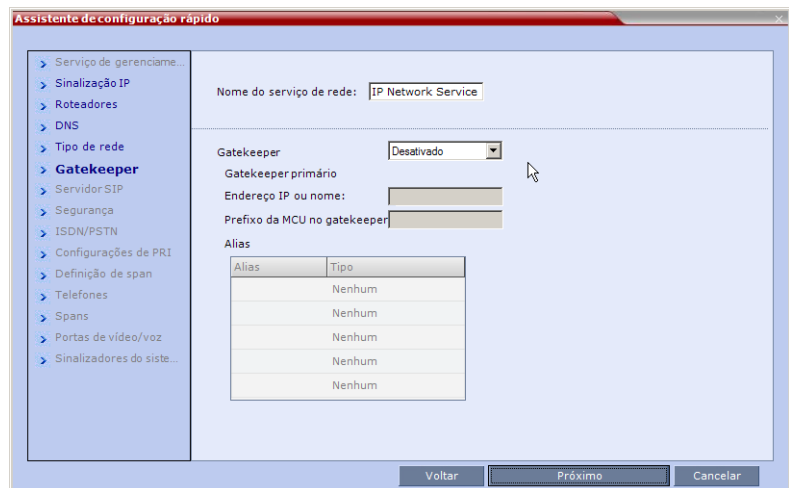 Assistente de configuração rápido
Serviço de gerenciame...
Sinalização IP
Roteadores
DNS
Tipo de rede
Gatekeeper
Servidor SIP
Segurança
ISDN/PSTN
Configurações de PRI
Definição de span
Telefones
Spans
Portas de vídeo/voz
Sinalizadores do siste...
Nome do serviço de rede: IP Network Service
Gatekeeper Desativado
Gatekeeper primário
Endereço IP ou nome:
Prefixo da MCU no gatekeeper
Alias
Alias Tipo
Nenhum
Nenhum
Nenhum
Nenhum
Nenhum
Voltar Próximo Cancelar